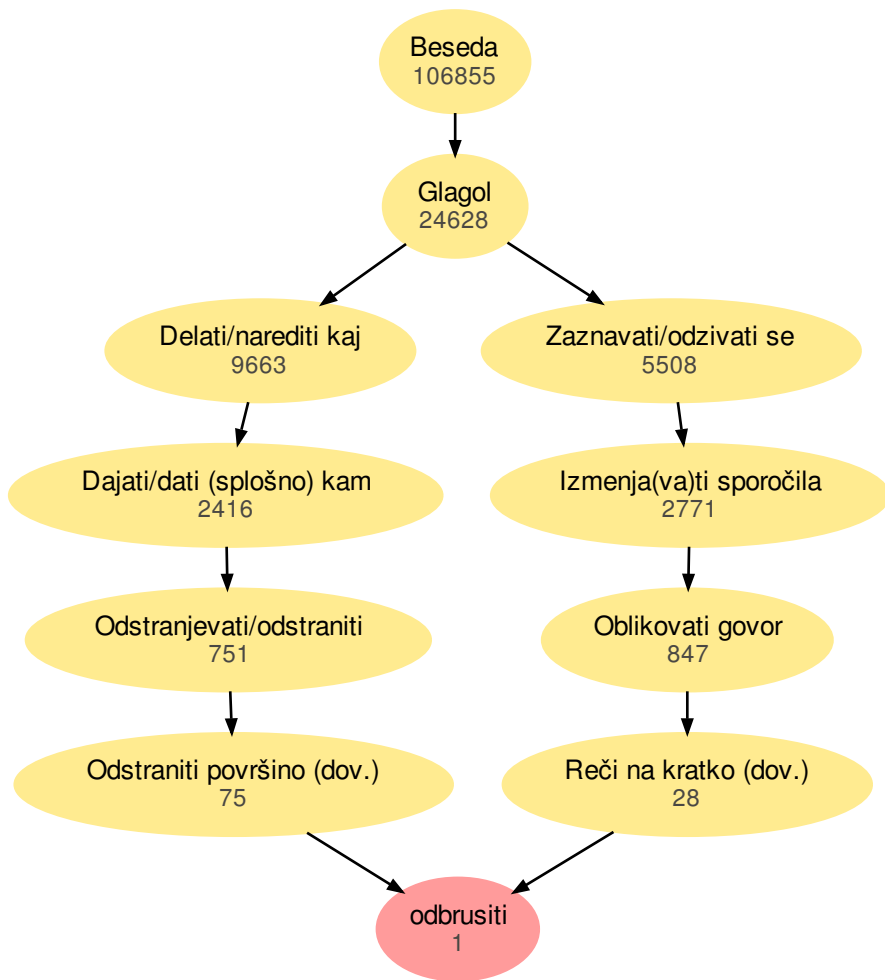 Beseda
106855
Glagol
24628
Delati/narediti kaj
9663
Zaznavati/odzivati se
5508
Dajati/dati (splošno) kam
2416
Izmenja(va)ti sporočila
2771
Odstranjevati/odstraniti
751
Oblikovati govor
847
Odstraniti površino (dov.)
75
Reči na kratko (dov.)
28
odbrusiti
1